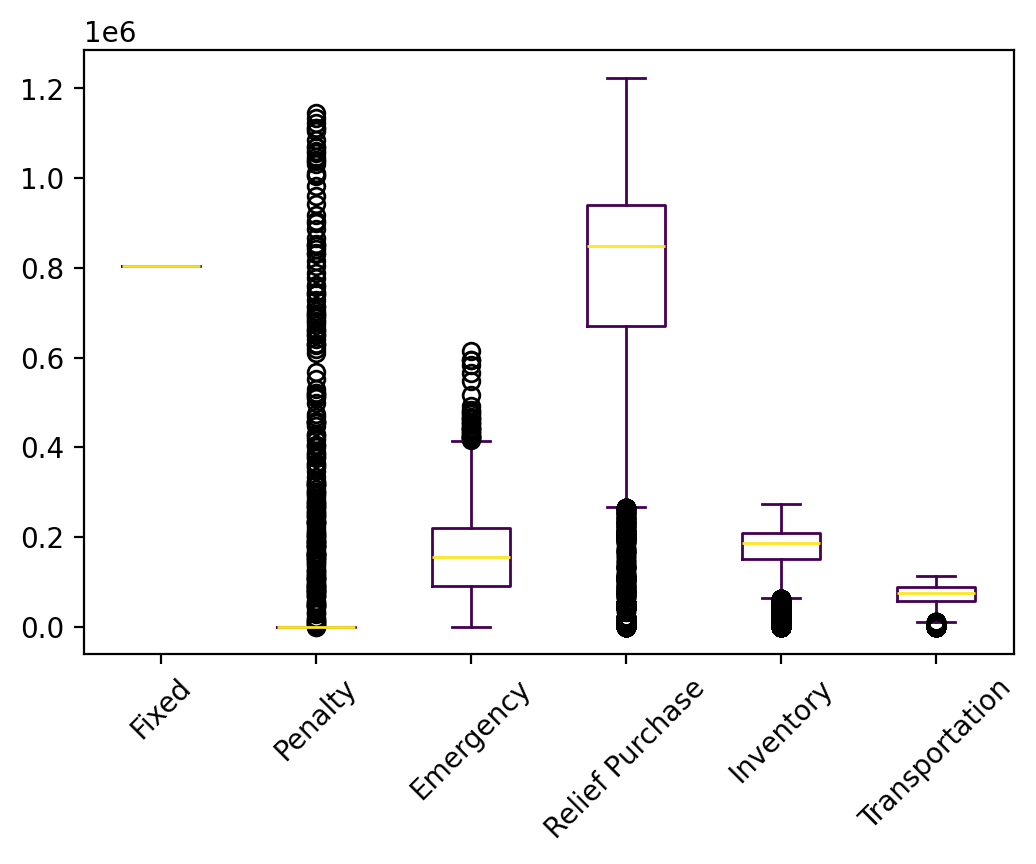 1e6
1.2
1.0
0.8
0.6
0.4
0.2
0.0
Fixed
Penalty
Emergency
Relief Purchase
Inventory
Transportation